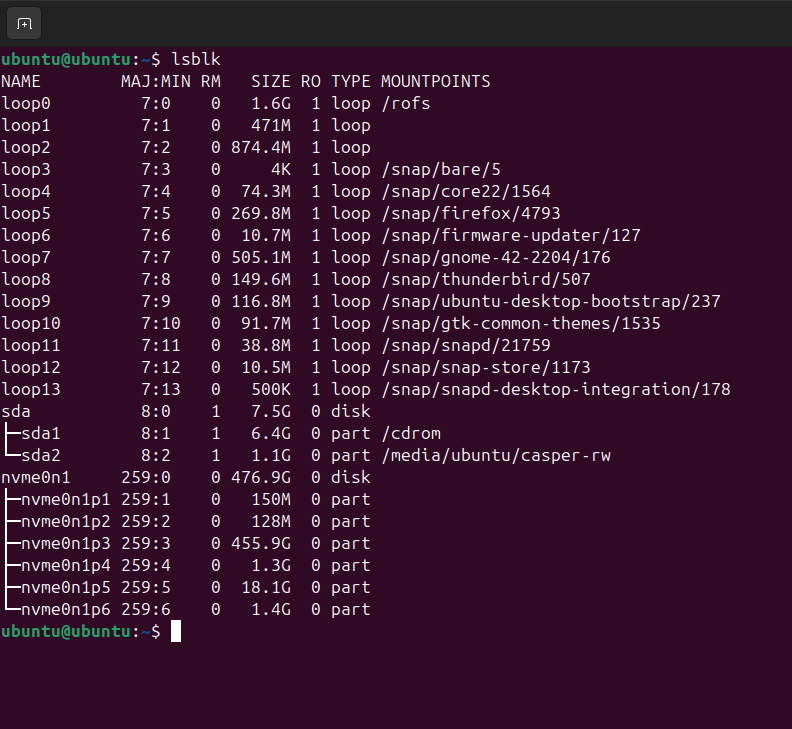 ubuntu@ubuntu:~$ lsblk
NAME        MAJ:MIN RM   SIZE RO TYPE MOUNTPOINTS
loop0         7:0    0   1.6G  1 loop /rofs
loop1         7:1    0   471M  1 loop
loop2         7:2    0 874.4M  1 loop
loop3         7:3    0     4K  1 loop /snap/bare/5
loop4         7:4    0  74.3M  1 loop /snap/core22/1564
loop5         7:5    0 269.8M  1 loop /snap/firefox/4793
loop6         7:6    0  10.7M  1 loop /snap/firmware-updater/127
loop7         7:7    0 505.1M  1 loop /snap/gnome-42-2204/176
loop8         7:8    0 149.6M  1 loop /snap/thunderbird/507
loop9         7:9    0 116.8M  1 loop /snap/ubuntu-desktop-bootstrap/237
loop10        7:10   0  91.7M  1 loop /snap/gtk-common-themes/1535
loop11        7:11   0  38.8M  1 loop /snap/snapd/21759
loop12        7:12   0  10.5M  1 loop /snap/snap-store/1173
loop13        7:13   0   500K  1 loop /snap/snapd-desktop-integration/178
sda           8:0    1   7.5G  0 disk
├─sda1        8:1    1   6.4G  0 part /cdrom
└─sda2        8:2    1   1.1G  0 part /media/ubuntu/casper-rw
nvme0n1     259:0    0 476.9G  0 disk
├─nvme0n1p1 259:1    0   150M  0 part
├─nvme0n1p2 259:2    0   128M  0 part
├─nvme0n1p3 259:3    0 455.9G  0 part
├─nvme0n1p4 259:4    0   1.3G  0 part
├─nvme0n1p5 259:5    0  18.1G  0 part
└─nvme0n1p6 259:6    0   1.4G  0 part
ubuntu@ubuntu:~$